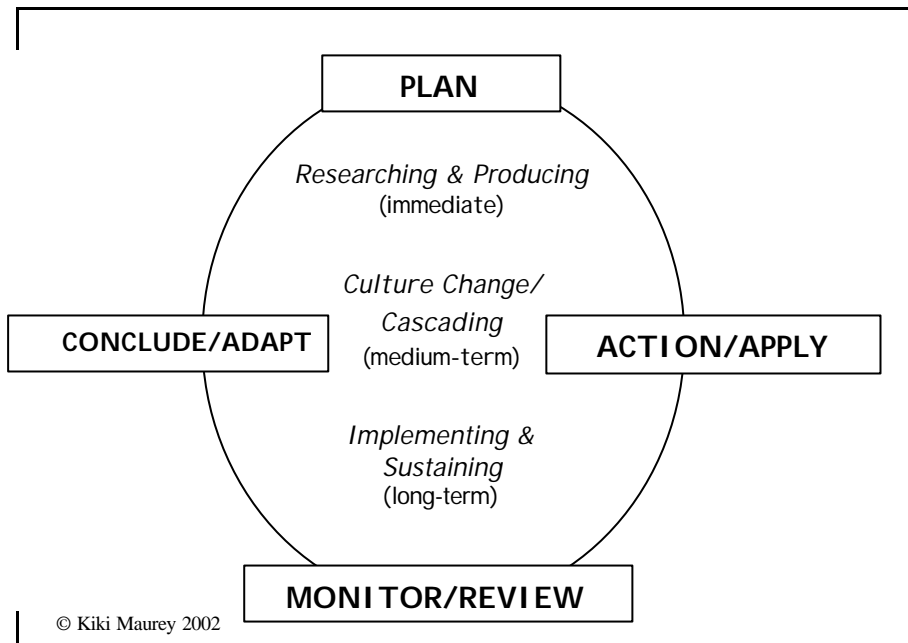 PLAN
Researching & Producing
(immediate)
Culture Change/
Cascading
(medium-term)
CONCLUDE/ADAPT
ACTION/APPLY
Implementing &
Sustaining
(long-term)
MONITOR/REVIEW
© Kiki Maurey 2002